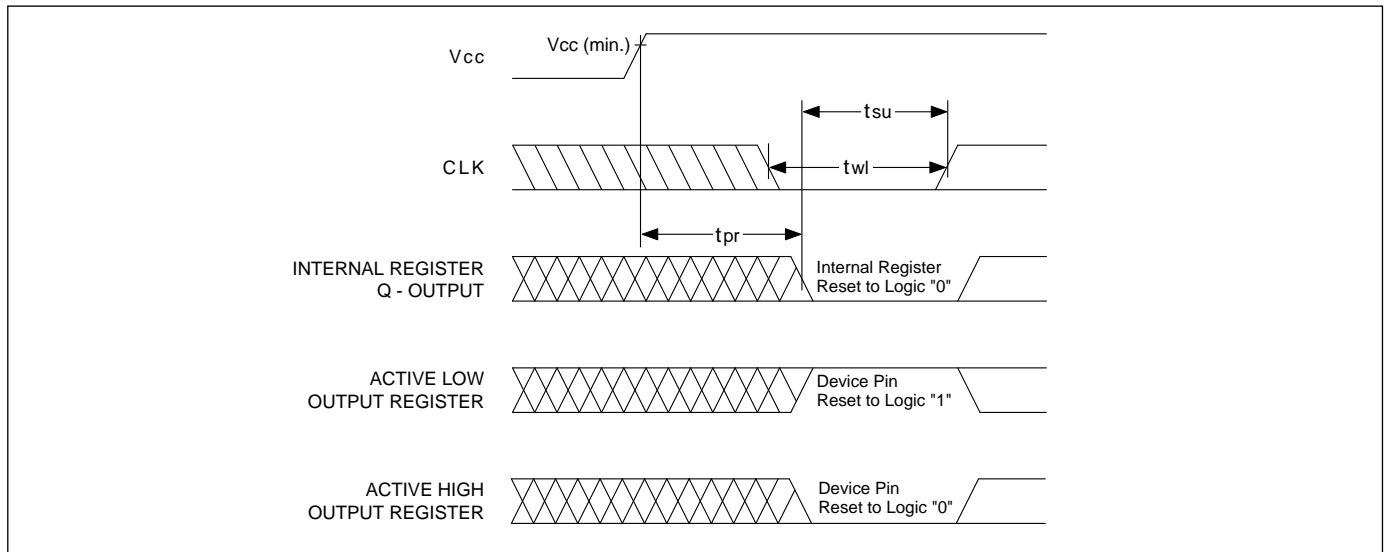 Vcc
Vcc (min.)
tsu
CLK
twl
tpr
INTERNAL REGISTER
Q - OUTPUT
Internal Register
Reset to Logic "0"
ACTIVE LOW
OUTPUT REGISTER
Device Pin
Reset to Logic "1"
ACTIVE HIGH
OUTPUT REGISTER
Device Pin
Reset to Logic "0"